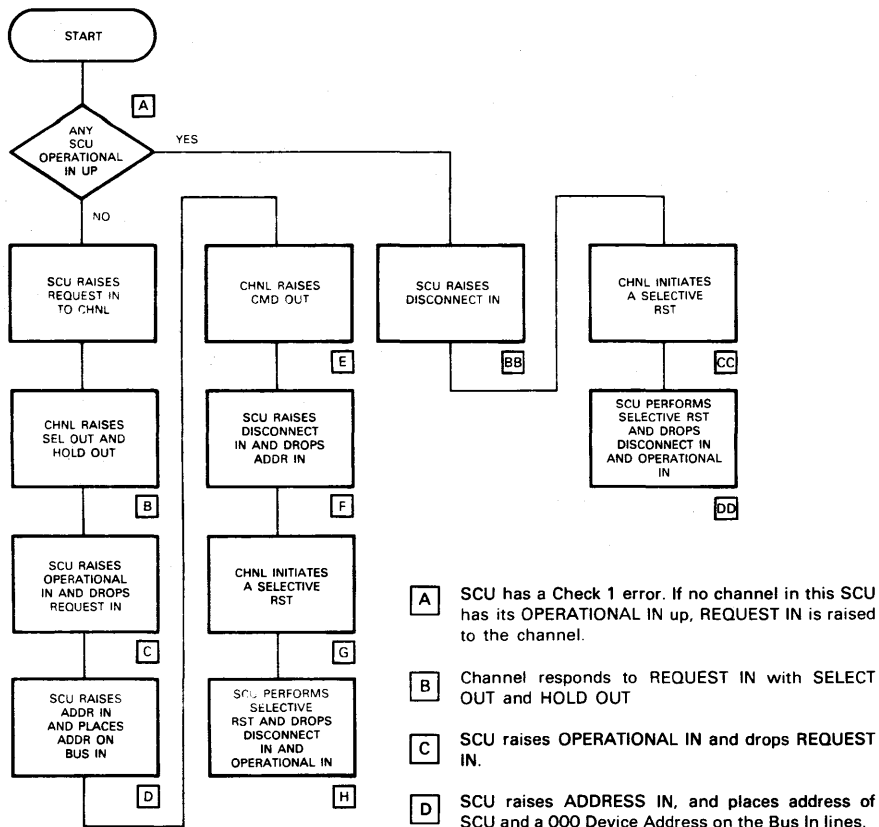 START
A
ANY
SCU
OPERATIONAL
IN UP
YES
NO
SCU RAISES
REQUEST IN
TO CHNL
CHNL RAISES
SEL OUT AND
HOLD OUT
B
SCU RAISES
OPERATIONAL
IN AND DROPS
REQUEST IN
C
SCU RAISES
ADDR IN
AND PLACES
ADDR ON
BUS IN
D
CHNL RAISES
CMD OUT
E
SCU RAISES
DISCONNECT
IN AND DROPS
ADDR IN
F
CHNL INITIATES
A SELECTIVE
RST
G
SCU PERFORMS
SELECTIVE
RST AND DROPS
DISCONNECT
IN AND
OPERATIONAL IN
H
SCU RAISES
DISCONNECT IN
BB
CHNL INITIATES
A SELECTIVE
RST
CC
SCU PERFORMS
SELECTIVE RST
AND DROPS
DISCONNECT IN
AND OPERATIONAL
IN
DD
A SCU has a Check 1 error. If no channel in this SCU
has its OPERATIONAL IN up, REQUEST IN is raised
to the channel.
B Channel responds to REQUEST IN with SELECT
OUT and HOLD OUT
C SCU raises OPERATIONAL IN and drops REQUEST
IN.
D SCU raises ADDRESS IN, and places address of
SCU and a 000 Device Address on the Bus In lines.